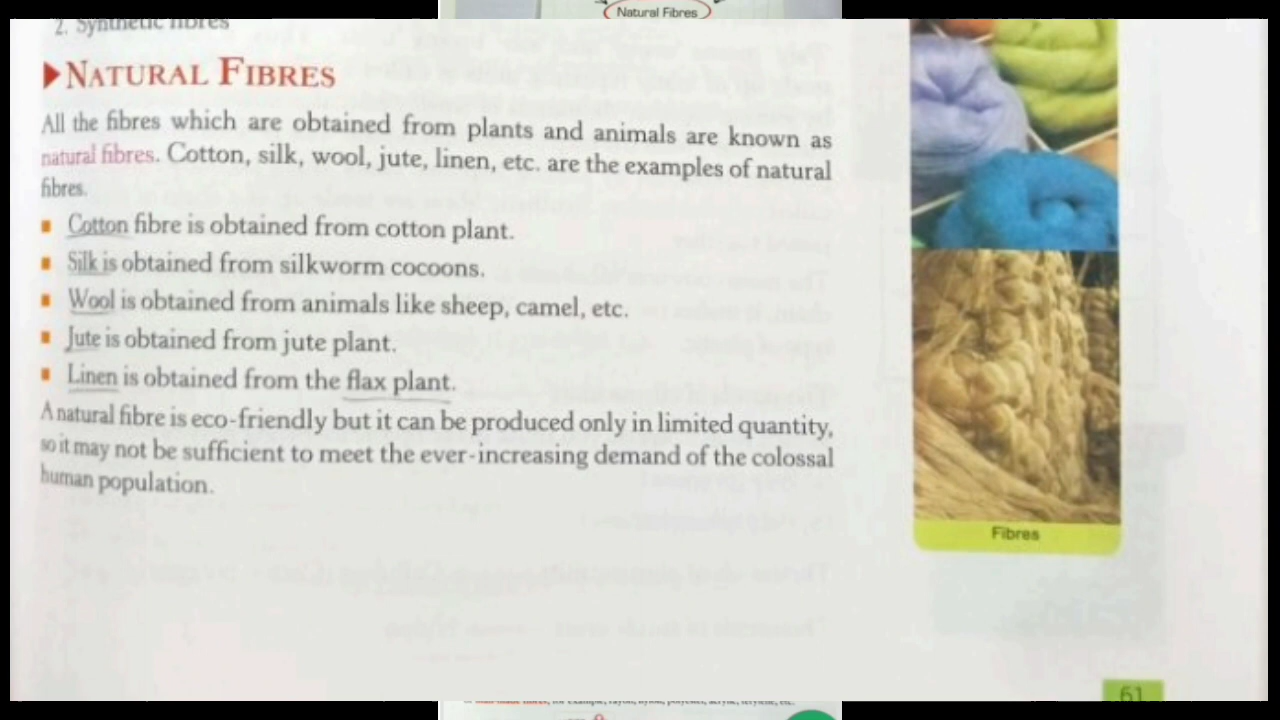 Natural Fibres
2. Synthetic fibres
NATURAL FIBRES
All the fibres which are obtained from plants and animals are known as
natural fibres. Cotton, silk, wool, jute, linen, etc. are the examples of natural
fibres.
Cotton fibre is obtained from cotton plant.
Silk is obtained from silkworm cocoons.
Wool is obtained from animals like sheep, camel, etc.
Jute is obtained from jute plant.
Linen is obtained from the flax plant.
A natural fibre is eco-friendly but it can be produced only in limited quantity,
so it may not be sufficient to meet the ever-increasing demand of the colossal
human population.
Fibres
61